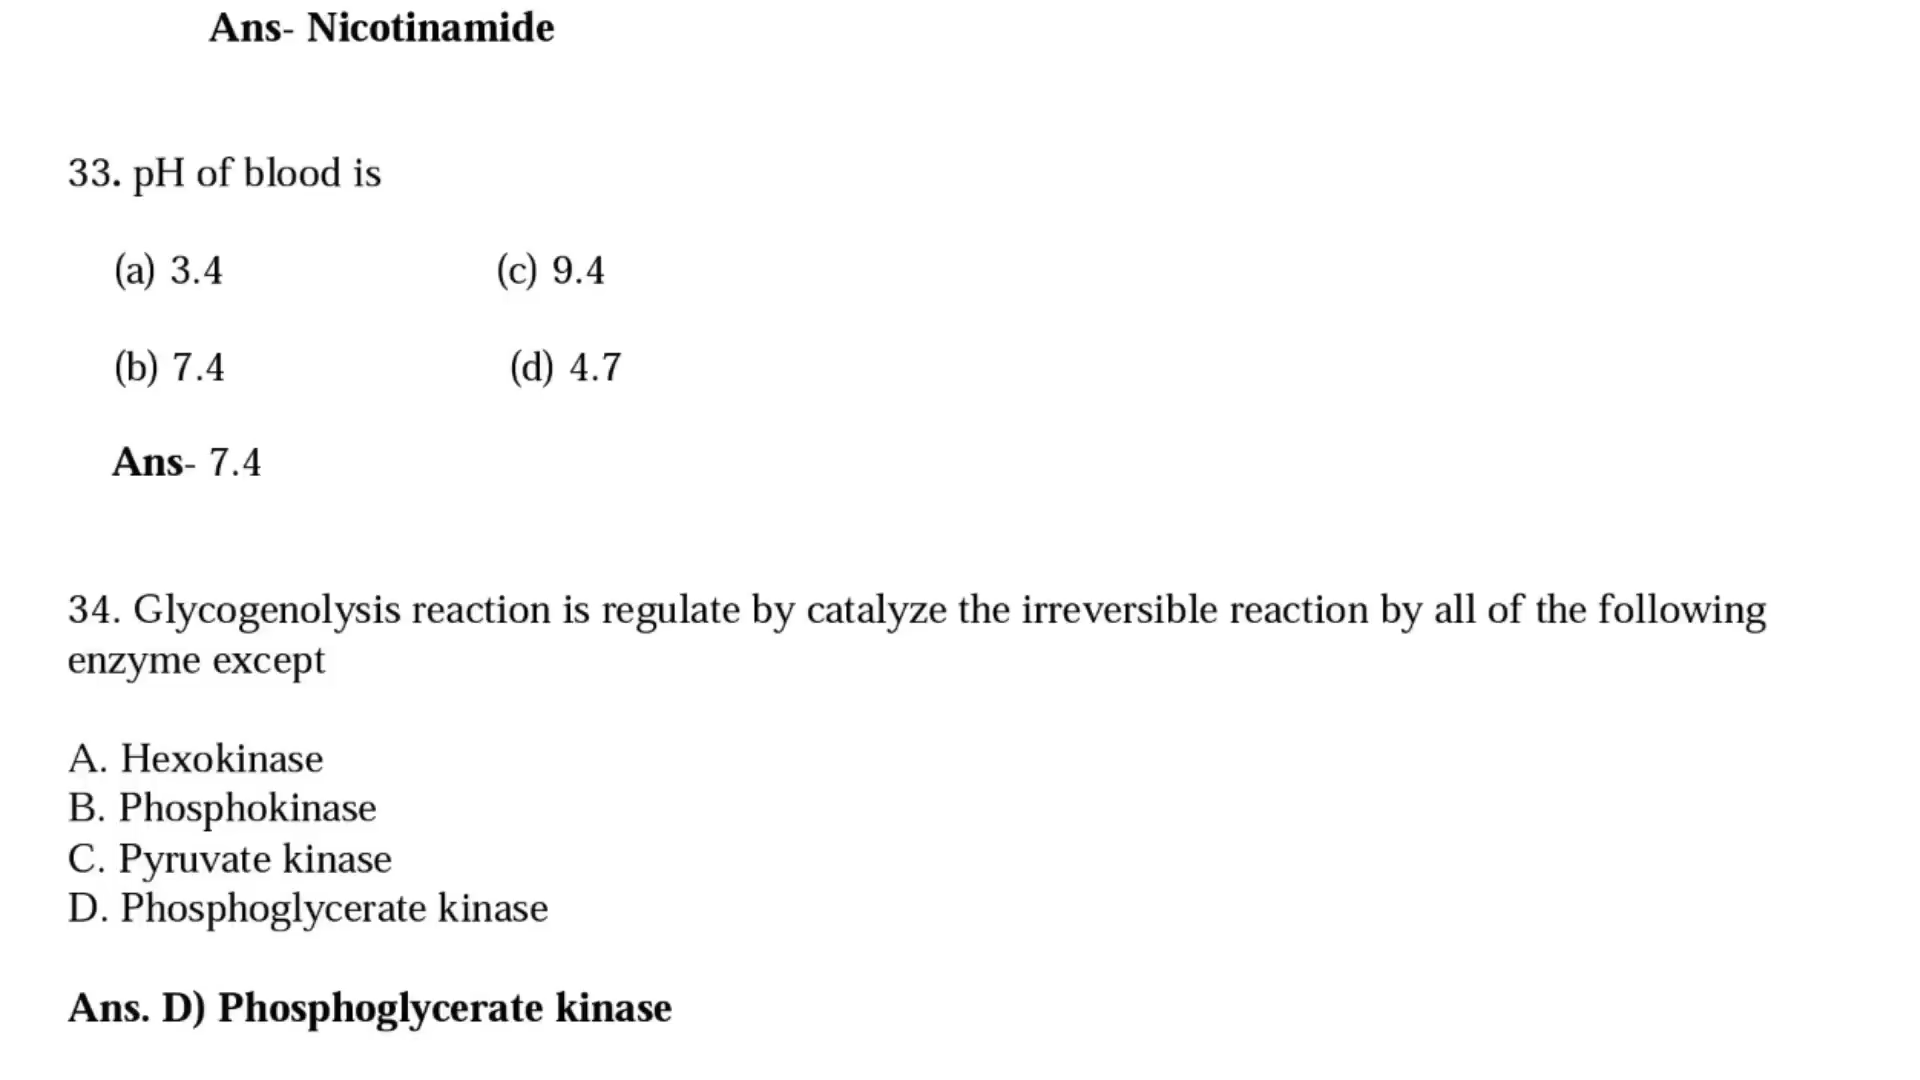 Ans- Nicotinamide
33. pH of blood is
(a) 3.4 (c) 9.4
(b) 7.4 (d) 4.7
Ans- 7.4
34. Glycogenolysis reaction is regulate by catalyze the irreversible reaction by all of the following
enzyme except
A. Hexokinase
B. Phosphokinase
C. Pyruvate kinase
D. Phosphoglycerate kinase
Ans. D) Phosphoglycerate kinase